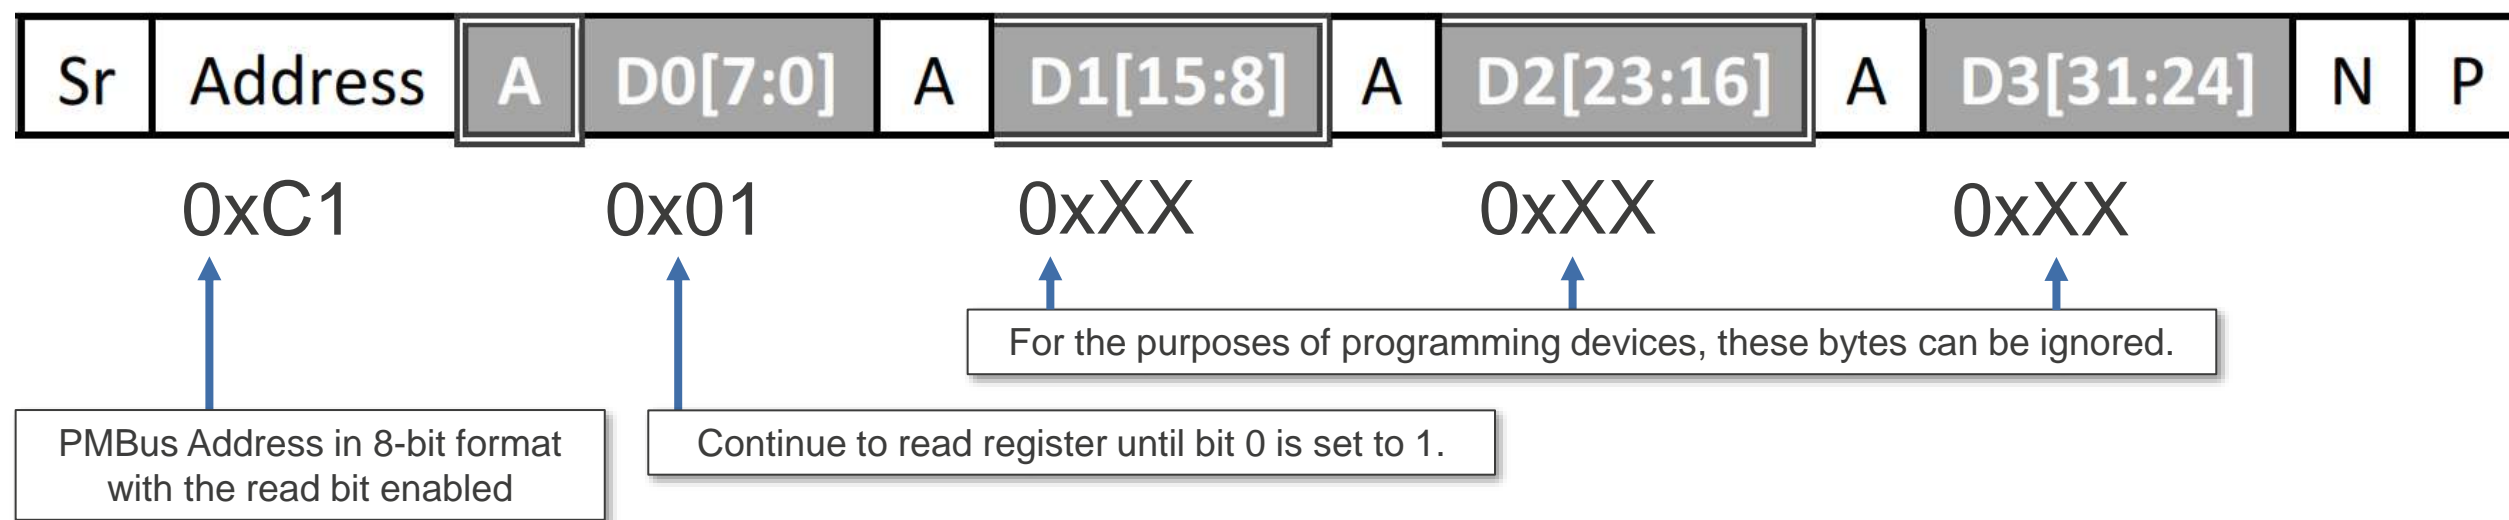 Sr Address A D0[7:0] A D1[15:8] A D2[23:16] A D3[31:24] N P
0xC1 0x01 0xXX 0xXX 0xXX
For the purposes of programming devices, these bytes can be ignored.
PMBus Address in 8-bit format
with the read bit enabled
Continue to read register until bit 0 is set to 1.